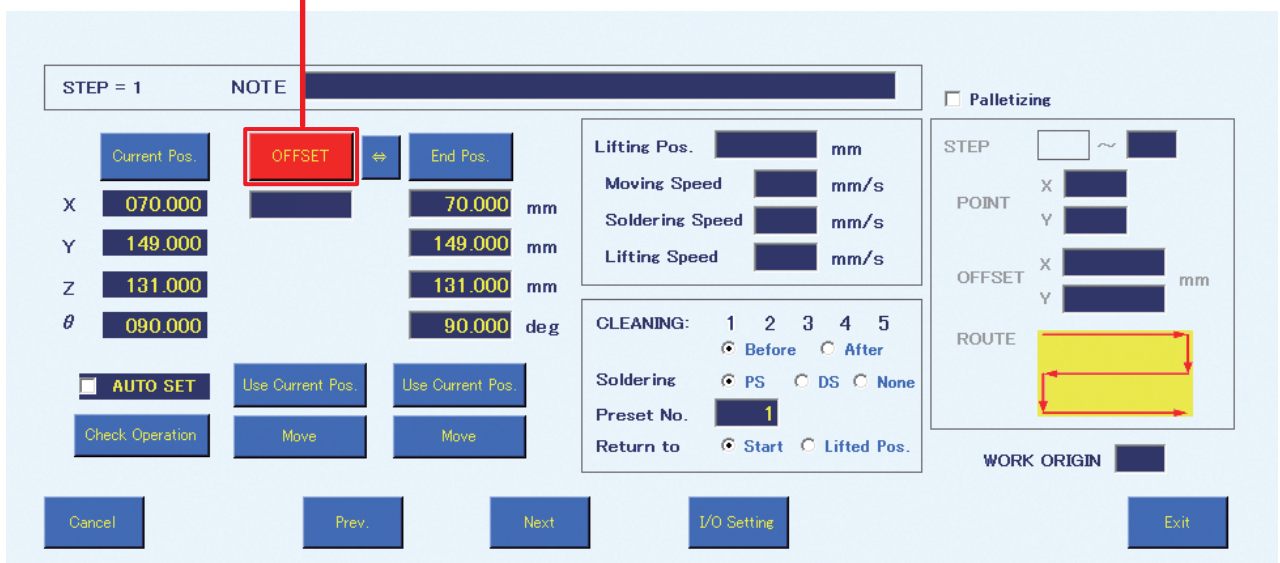 STEP = 1 NOTE
Palletizing
Current Pos. OFFSET ⇔ End Pos.
X 070.000 70.000 mm
Y 149.000 149.000 mm
Z 131.000 131.000 mm
θ 090.000 90.000 deg
AUTO SET Use Current Pos. Use Current Pos.
Check Operation Move Move
Lifting Pos. mm
Moving Speed mm/s
Soldering Speed mm/s
Lifting Speed mm/s
CLEANING: 1 2 3 4 5
Before After
Soldering PS DS None
Preset No. 1
Return to Start Lifted Pos.
STEP ~
POINT X
Y
OFFSET X
Y mm
ROUTE
WORK ORIGIN
Cancel Prev. Next I/O Setting Exit